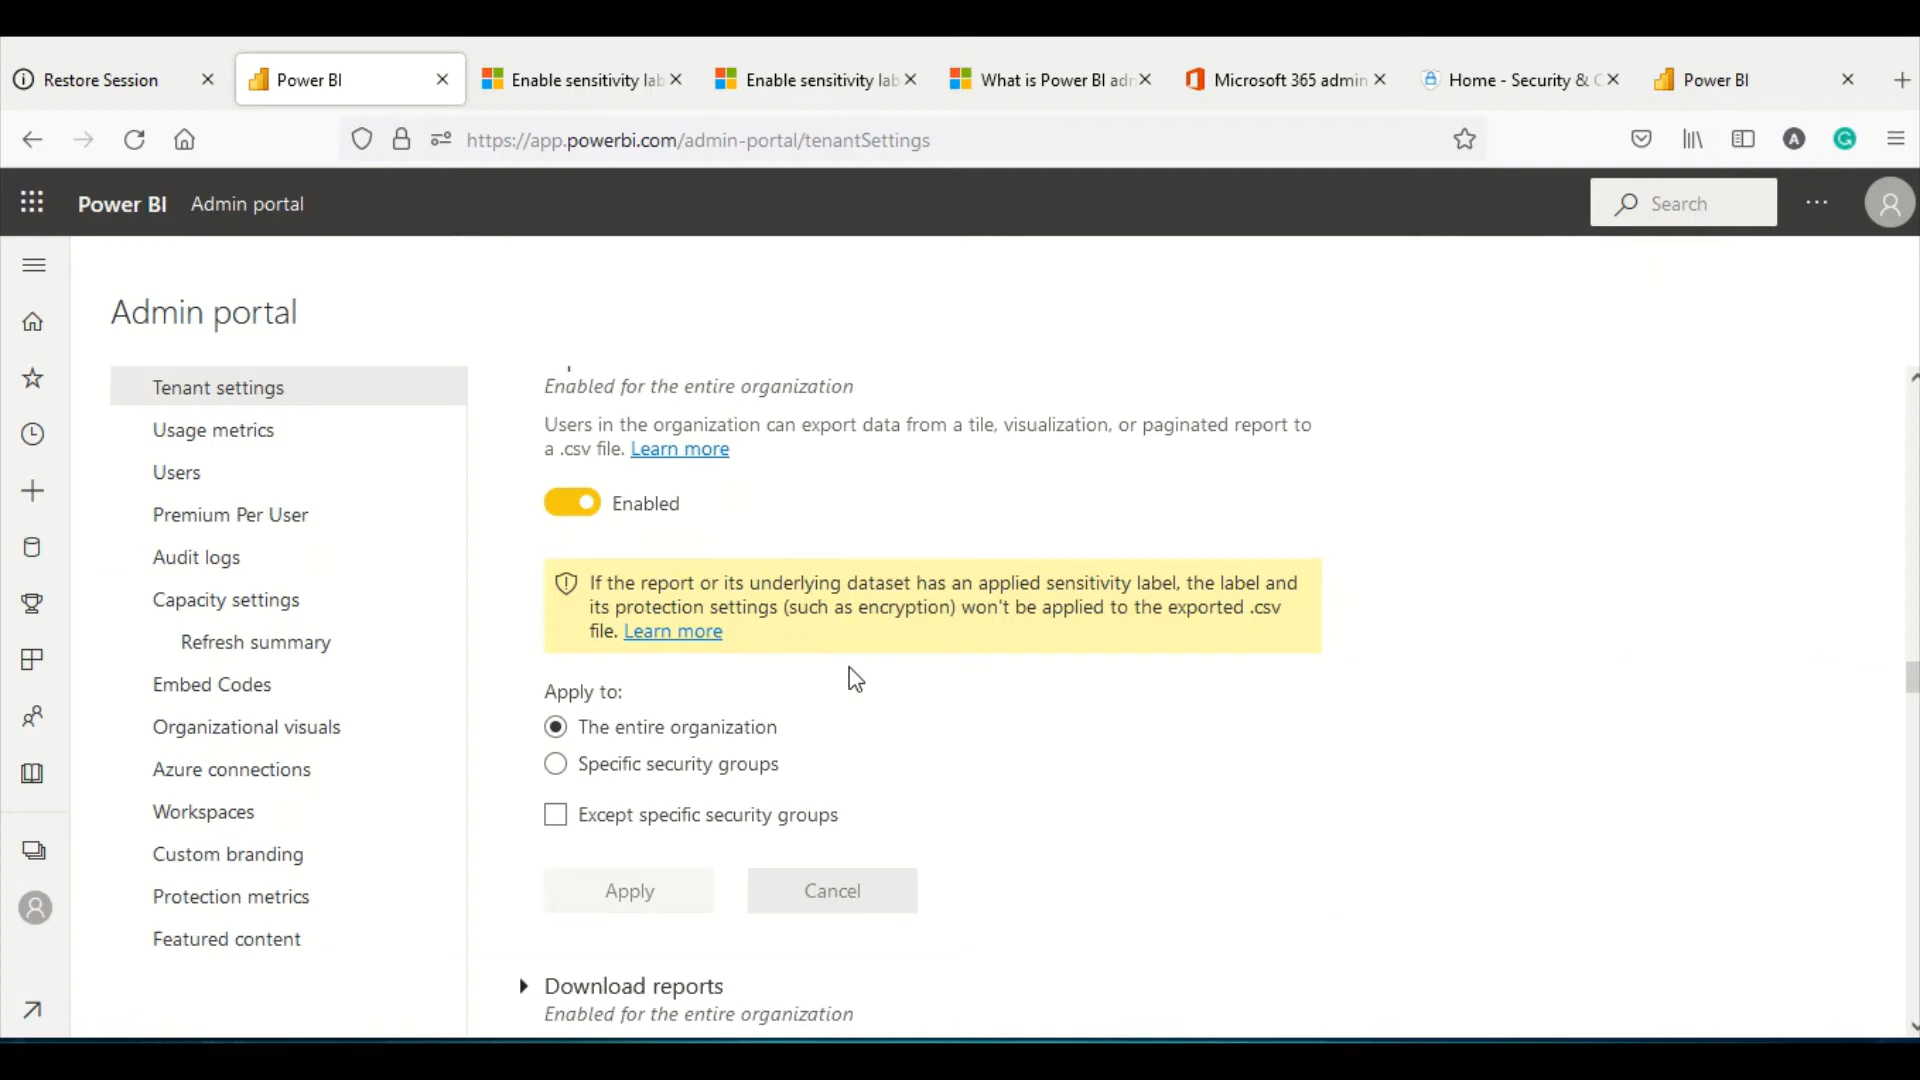 Restore Session
Power BI
Enable sensitivity lab
Enable sensitivity lab
What is Power BI adm
Microsoft 365 admin
Home - Security & C
Power BI
https://app.powerbi.com/admin-portal/tenantSettings
A
G
Power BI
Admin portal
Search
Admin portal
Tenant settings
Usage metrics
Users
Premium Per User
Audit logs
Capacity settings
Refresh summary
Embed Codes
Organizational visuals
Azure connections
Workspaces
Custom branding
Protection metrics
Featured content
Enabled for the entire organization
Users in the organization can export data from a tile, visualization, or paginated report to
a .csv file. Learn more
Enabled
If the report or its underlying dataset has an applied sensitivity label, the label and
its protection settings (such as encryption) won't be applied to the exported .csv
file. Learn more
Apply to:
The entire organization
Specific security groups
Except specific security groups
Apply
Cancel
Download reports
Enabled for the entire organization